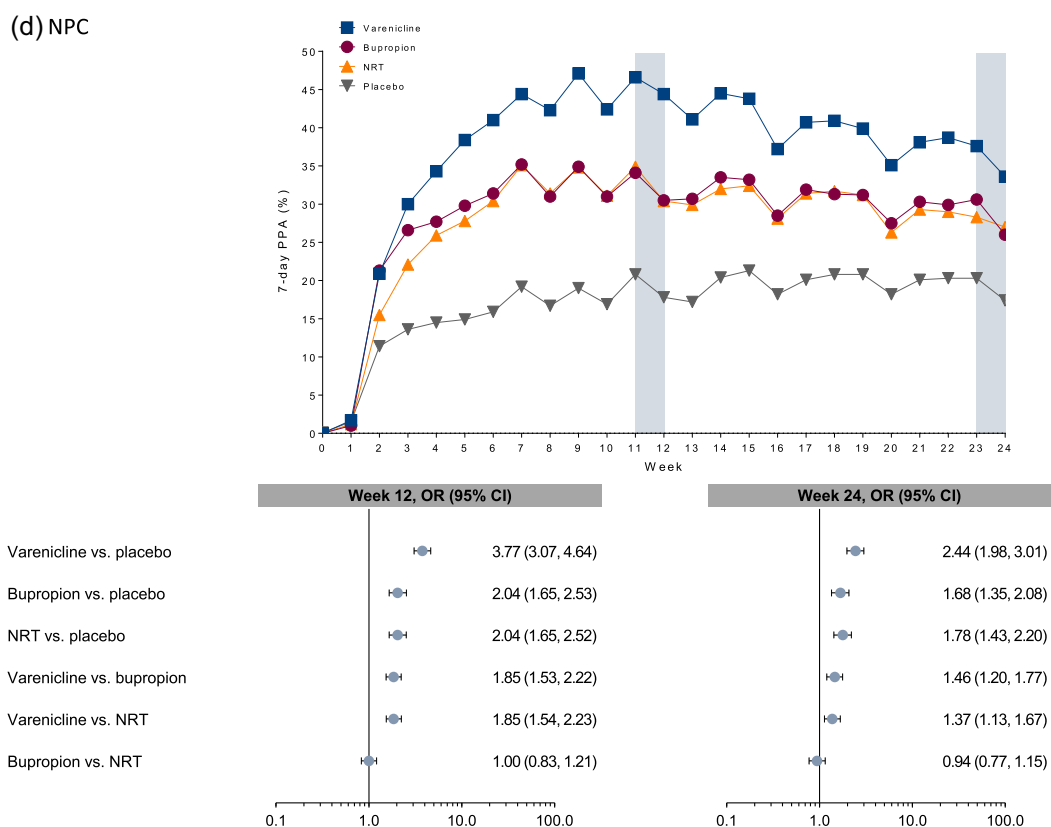 (d) NPC
Varenicline
Bupropion
NRT
Placebo
50
45
40
35
30
25
20
15
10
5
0
7-day PPA (%)
0 1 2 3 4 5 6 7 8 9 10 11 12 13 14 15 16 17 18 19 20 21 22 23 24
Week
Week 12, OR (95% CI) Week 24, OR (95% CI)
Varenicline vs. placebo 3.77 (3.07, 4.64) 2.44 (1.98, 3.01)
Bupropion vs. placebo 2.04 (1.65, 2.53) 1.68 (1.35, 2.08)
NRT vs. placebo 2.04 (1.65, 2.52) 1.78 (1.43, 2.20)
Varenicline vs. bupropion 1.85 (1.53, 2.22) 1.46 (1.20, 1.77)
Varenicline vs. NRT 1.85 (1.54, 2.23) 1.37 (1.13, 1.67)
Bupropion vs. NRT 1.00 (0.83, 1.21) 0.94 (0.77, 1.15)
0.1 1.0 10.0 100.0 0.1 1.0 10.0 100.0